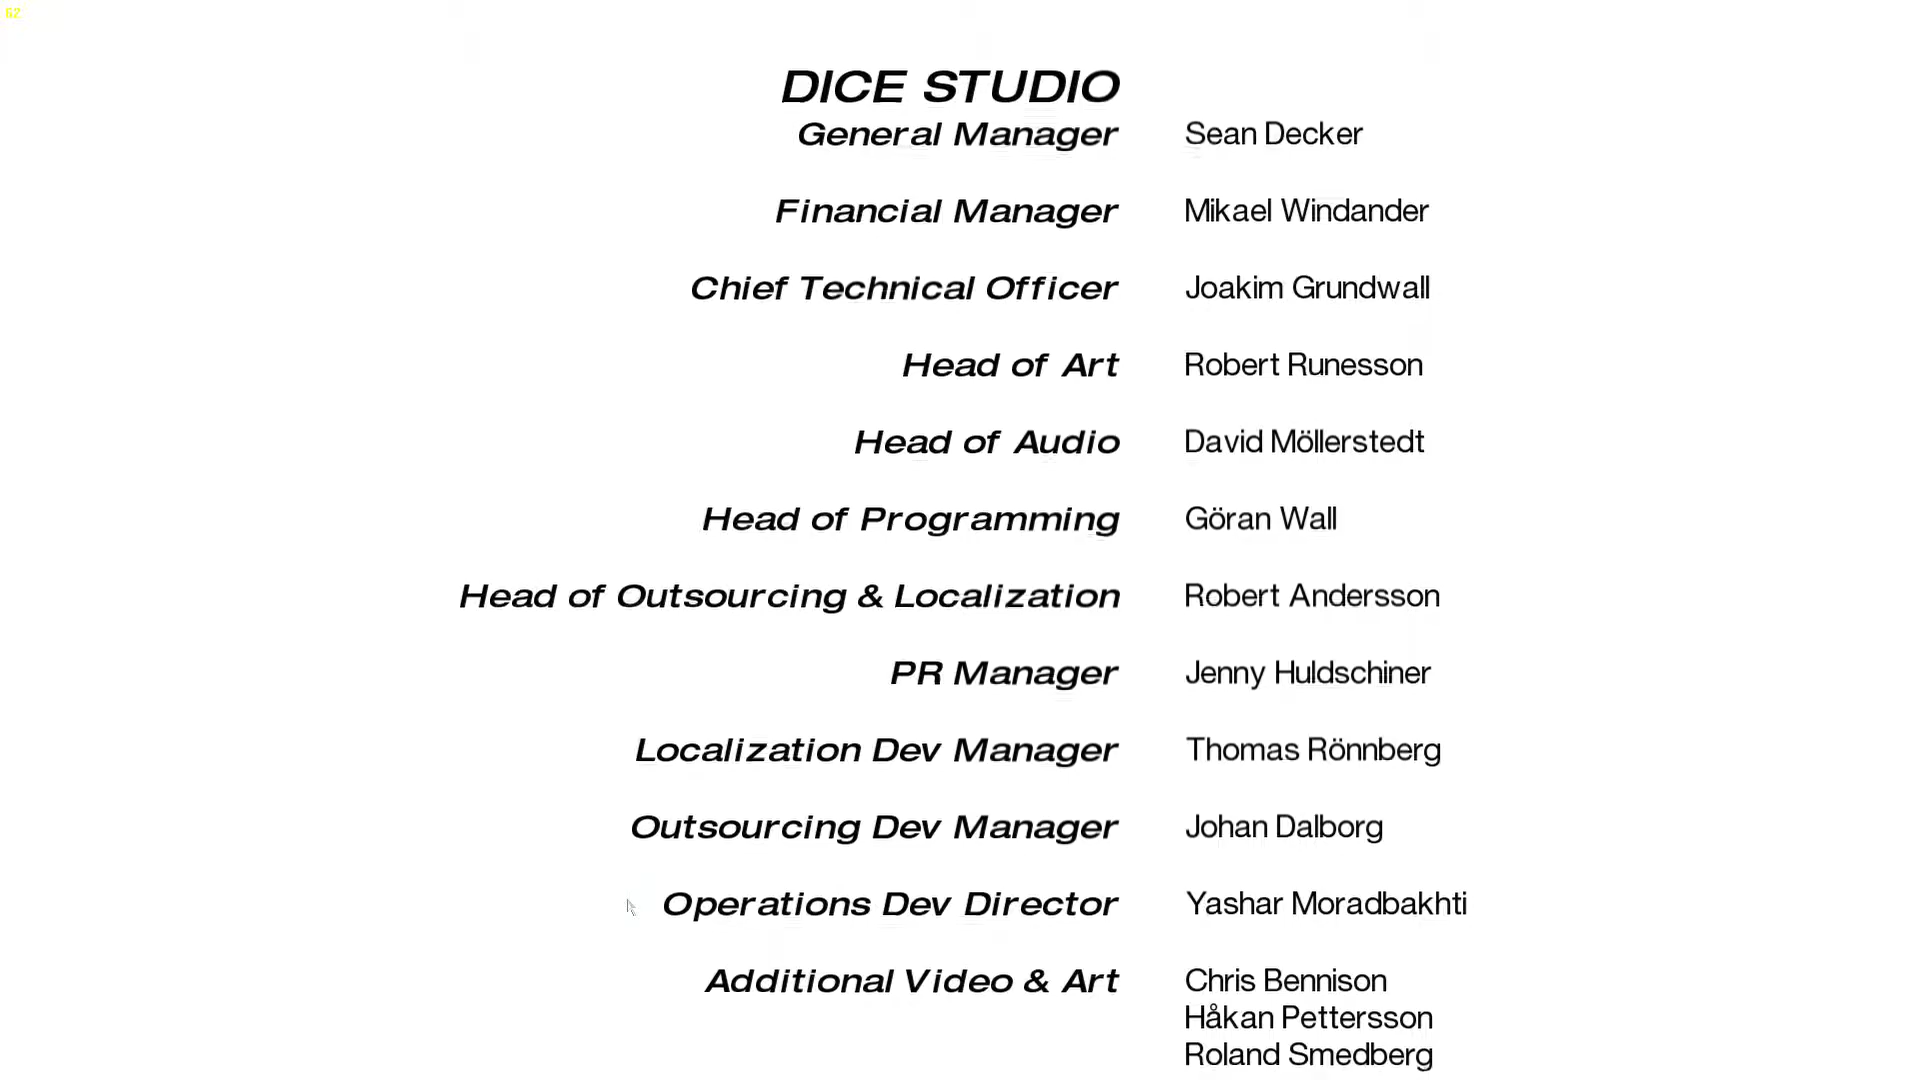 62
DICE STUDIO
General Manager Sean Decker
Financial Manager Mikael Windander
Chief Technical Officer Joakim Grundwall
Head of Art Robert Runesson
Head of Audio David Möllerstedt
Head of Programming Göran Wall
Head of Outsourcing & Localization Robert Andersson
PR Manager Jenny Huldschiner
Localization Dev Manager Thomas Rönnberg
Outsourcing Dev Manager Johan Dalborg
Operations Dev Director Yashar Moradbakhti
Additional Video & Art Chris Bennison
Håkan Pettersson
Roland Smedberg